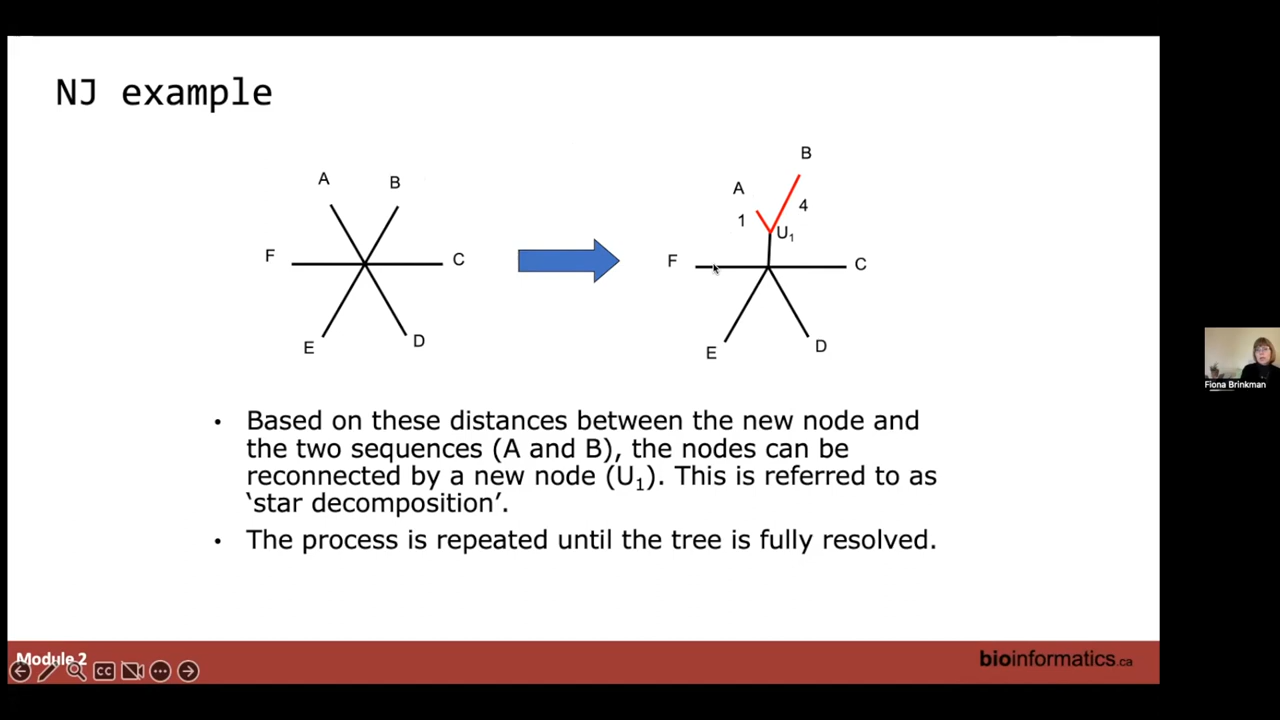 NJ example
A
B
F
C
E
D
B
A
4
1
U1
F
C
E
D
• Based on these distances between the new node and
the two sequences (A and B), the nodes can be
reconnected by a new node (U1). This is referred to as
‘star decomposition’.
• The process is repeated until the tree is fully resolved.
Fiona Brinkman
Module 2
bioinformatics.ca
CC